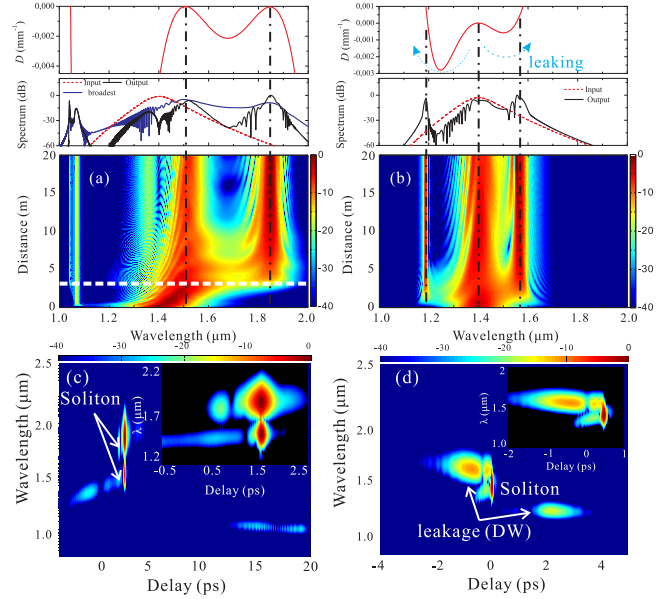 0,000
D (mm⁻¹)
-0,002
-0,004
Spectrum (dB)
0
-30
-60
Input
Output
broadest
20
15
10
5
0
Distance (m)
(a)
0
-10
-20
-30
-40
1.0 1.2 1.4 1.6 1.8 2.0
Wavelength (μm)
0,001
0,000
D (mm⁻¹)
-0,001
-0,002
-0,003
leaking
Spectrum (dB)
0
-30
-60
Input
Output
20
15
10
5
0
Distance (m)
(b)
0
-10
-20
-30
-40
1.0 1.2 1.4 1.6 1.8 2.0
Wavelength (μm)
-40 -30 -20 -10 0
2.5
2.0
1.5
1.0
Wavelength (μm)
(c)
Soliton
2.2
1.7
1.2
λ (μm)
-0.5 0.5 1.5 2.5
Delay (ps)
0 5 10 15 20
Delay (ps)
-40 -30 -20 -10 0
2.5
2.0
1.5
1.0
Wavelength (μm)
(d)
2.0
1.5
1.0
λ (μm)
-2 -1 0 1
Delay (ps)
Soliton
leakage (DW)
-4 -2 0 2 4
Delay (ps)